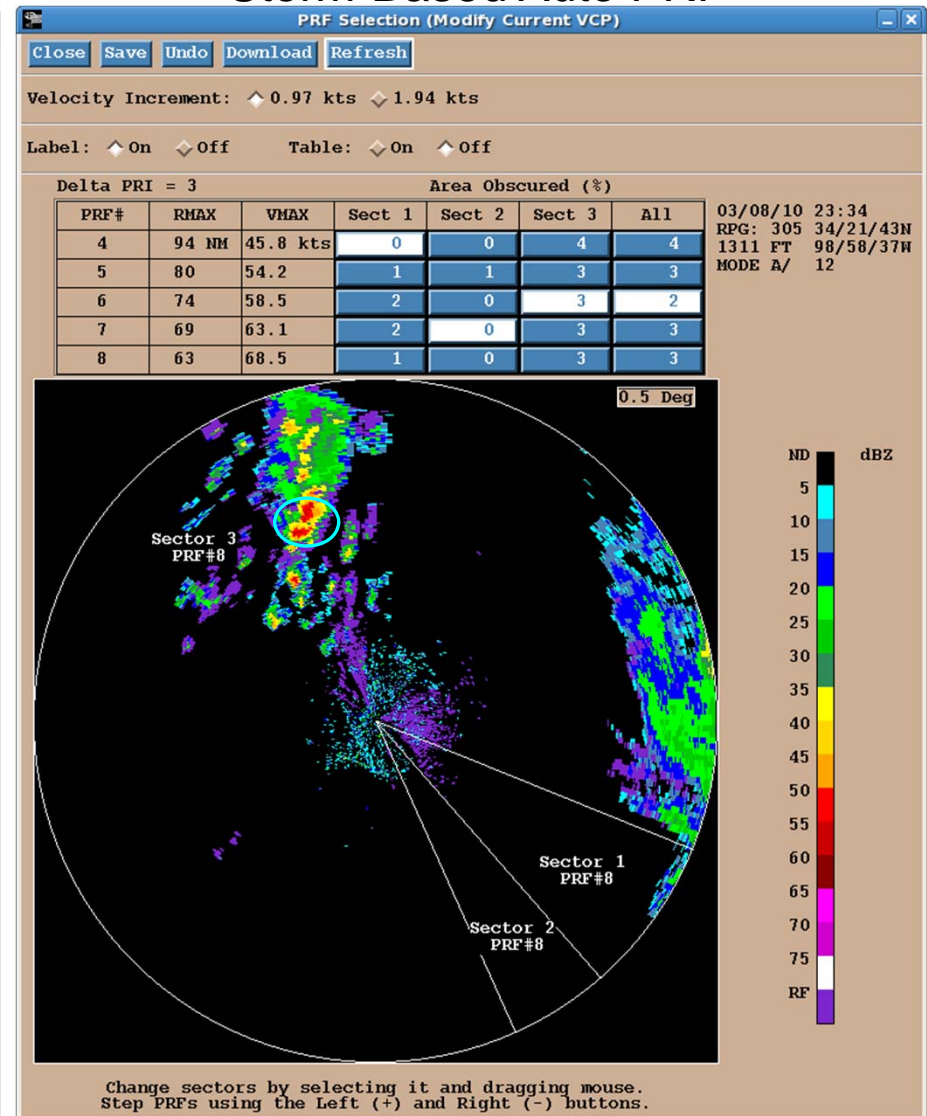 Storm-Based Auto PRF
PRF Selection (Modify Current VCP)
Close Save Undo Download Refresh
Velocity Increment: 0.97 kts 1.94 kts
Label: On Off Table: On Off
Delta PRI = 3 Area Obscured (%)
PRF# RMAX VMAX Sect 1 Sect 2 Sect 3 All
4 94 NM 45.8 kts 0 0 4 4
5 80 54.2 1 1 3 3
6 74 58.5 2 0 3 2
7 69 63.1 2 0 3 3
8 63 68.5 1 0 3 3
03/08/10 23:34
RPG: 305 34/21/43N
1311 FT 98/58/37W
MODE A/ 12
0.5 Deg
ND dBZ
5
10
15
20
25
30
35
40
45
50
55
60
65
70
75
RF
Sector 3
PRF#8
Sector 1
PRF#8
Sector 2
PRF#8
Change sectors by selecting it and dragging mouse.
Step PRFs using the Left (+) and Right (-) buttons.